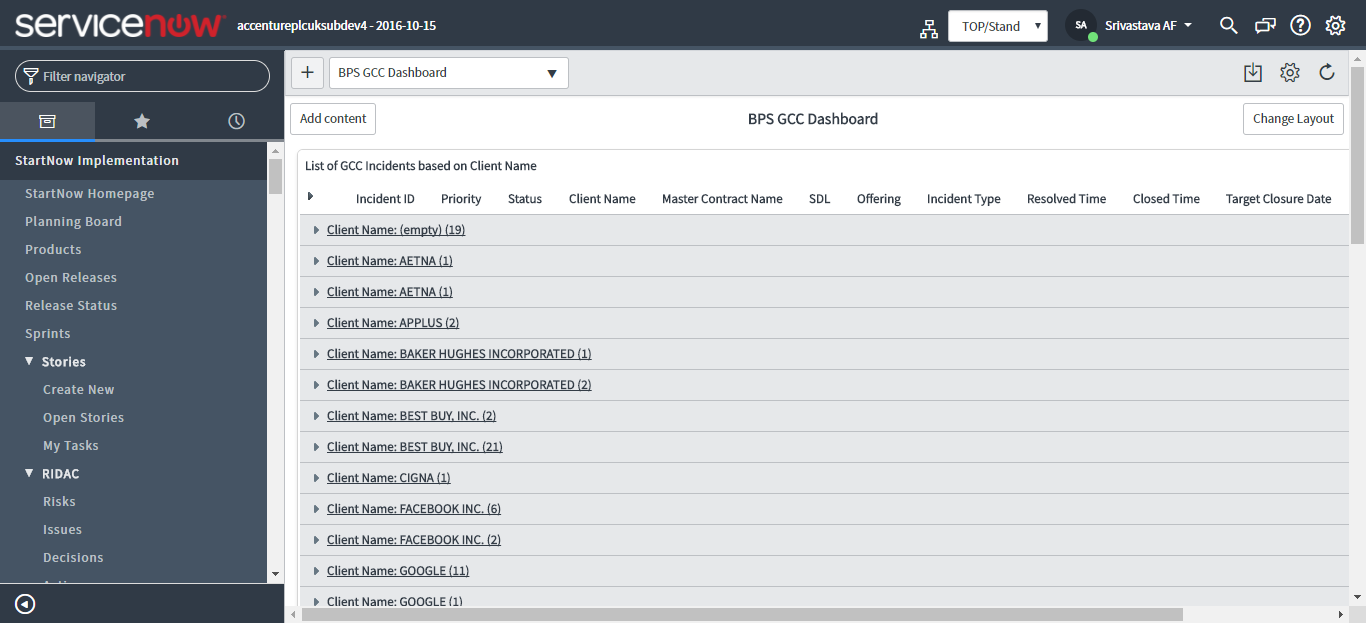 servicenow accentureplcuksubdev4 - 2016-10-15 TOP/Stand SA Srivastava AF
Filter navigator
StartNow Implementation
StartNow Homepage
Planning Board
Products
Open Releases
Release Status
Sprints
Stories
Create New
Open Stories
My Tasks
RIDAC
Risks
Issues
Decisions
BPS GCC Dashboard
Add content BPS GCC Dashboard Change Layout
List of GCC Incidents based on Client Name
Incident ID Priority Status Client Name Master Contract Name SDL Offering Incident Type Resolved Time Closed Time Target Closure Date
Client Name: (empty) (19)
Client Name: AETNA (1)
Client Name: AETNA (1)
Client Name: APPLUS (2)
Client Name: BAKER HUGHES INCORPORATED (1)
Client Name: BAKER HUGHES INCORPORATED (2)
Client Name: BEST BUY, INC. (2)
Client Name: BEST BUY, INC. (21)
Client Name: CIGNA (1)
Client Name: FACEBOOK INC. (6)
Client Name: FACEBOOK INC. (2)
Client Name: GOOGLE (11)
Client Name: GOOGLE (1)